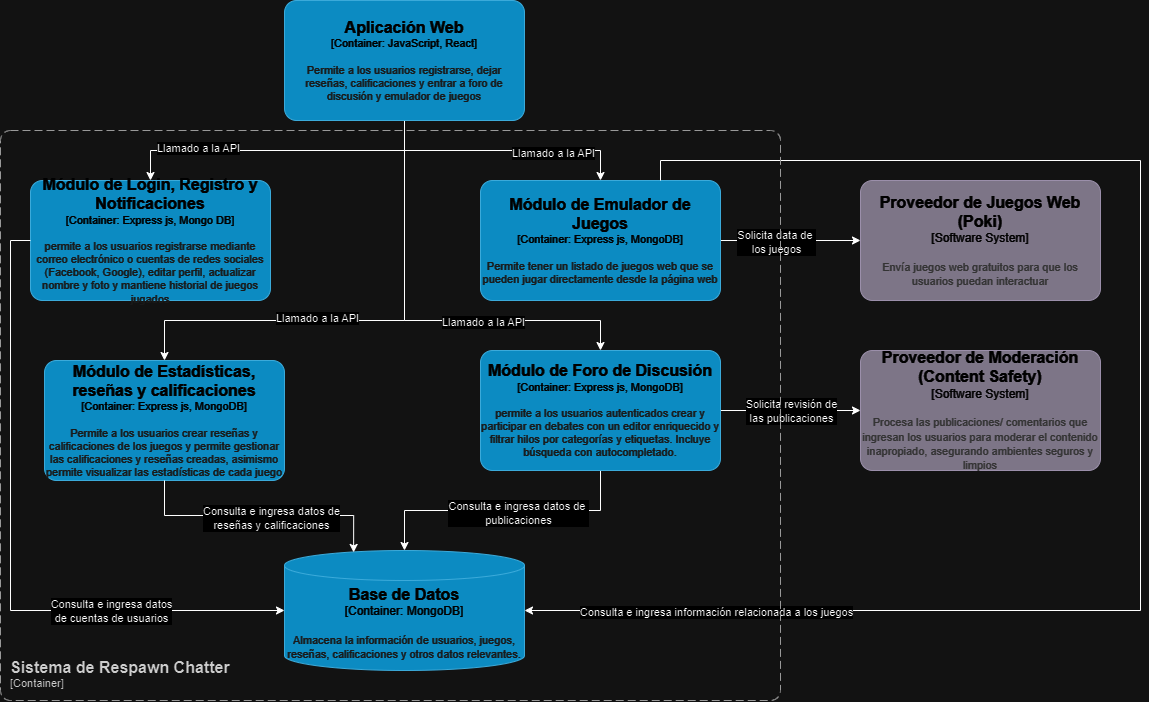 Aplicación Web
[Container: JavaScript, React]
Permite a los usuarios registrarse, dejar
reseñas, calificaciones y entrar a foro de
discusión y emulador de juegos
Llamado a la API
Llamado a la API
Módulo de Login, Registro y
Notificaciones
[Container: Express js, Mongo DB]
permite a los usuarios registrarse mediante
correo electrónico o cuentas de redes sociales
(Facebook, Google), editar perfil, actualizar
nombre y foto y mantiene historial de juegos
jugados
Módulo de Emulador de
Juegos
[Container: Express js, MongoDB]
Permite tener un listado de juegos web que se
pueden jugar directamente desde la página web
Solicita data de
los juegos
Proveedor de Juegos Web
(Poki)
[Software System]
Envía juegos web gratuitos para que los
usuarios puedan interactuar
Llamado a la API
Llamado a la API
Módulo de Estadísticas,
reseñas y calificaciones
[Container: Express js, MongoDB]
Permite a los usuarios crear reseñas y
calificaciones de los juegos y permite gestionar
las calificaciones y reseñas creadas, asimismo
permite visualizar las estadísticas de cada juego
Módulo de Foro de Discusión
[Container: Express js, MongoDB]
permite a los usuarios autenticados crear y
participar en debates con un editor enriquecido y
filtrar hilos por categorías y etiquetas. Incluye
búsqueda con autocompletado.
Solicita revisión de
las publicaciones
Proveedor de Moderación
(Content Safety)
[Software System]
Procesa las publicaciones/ comentarios que
ingresan los usuarios para moderar el contenido
inapropiado, asegurando ambientes seguros y
limpios
Consulta e ingresa datos de
reseñas y calificaciones
Consulta e ingresa datos de
publicaciones
Consulta e ingresa datos
de cuentas de usuarios
Base de Datos
[Container: MongoDB]
Almacena la información de usuarios, juegos,
reseñas, calificaciones y otros datos relevantes.
Consulta e ingresa información relacionada a los juegos
Sistema de Respawn Chatter
[Container]